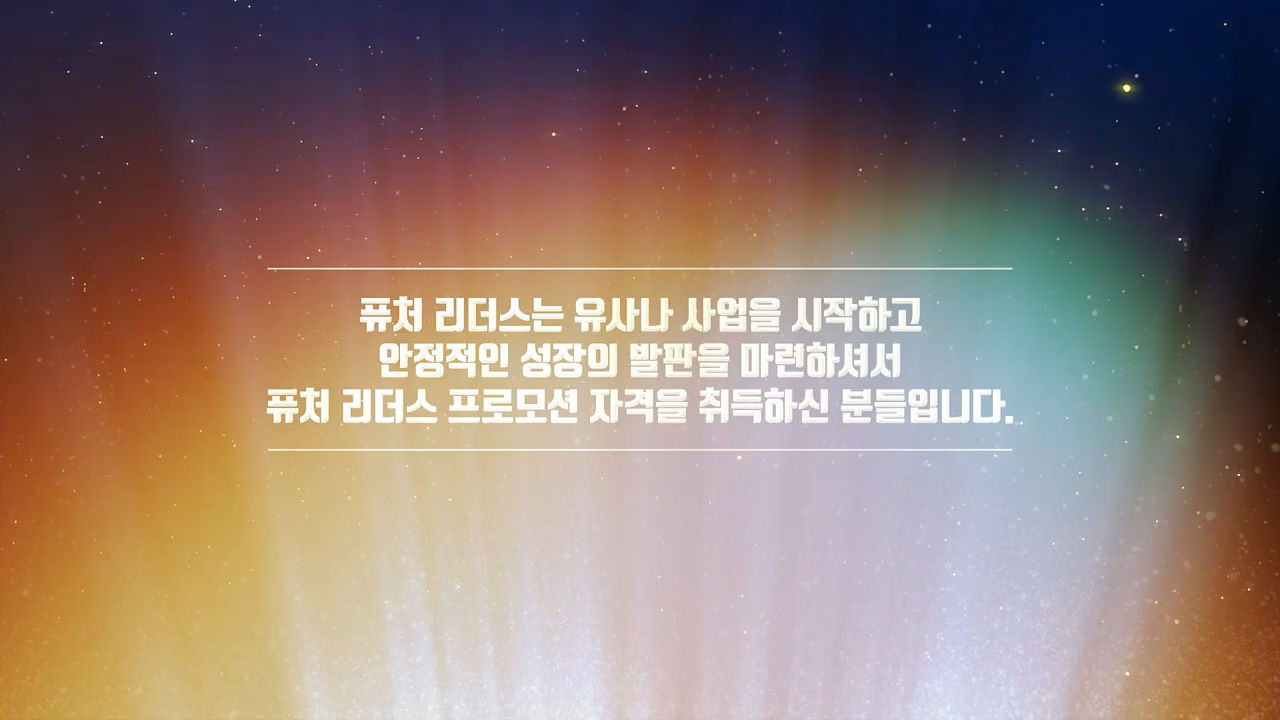 퓨처 리더스는 유사나 사업을 시작하고
안정적인 성장의 발판을 마련하셔서
퓨처 리더스 프로모션 자격을 취득하신 분들입니다.